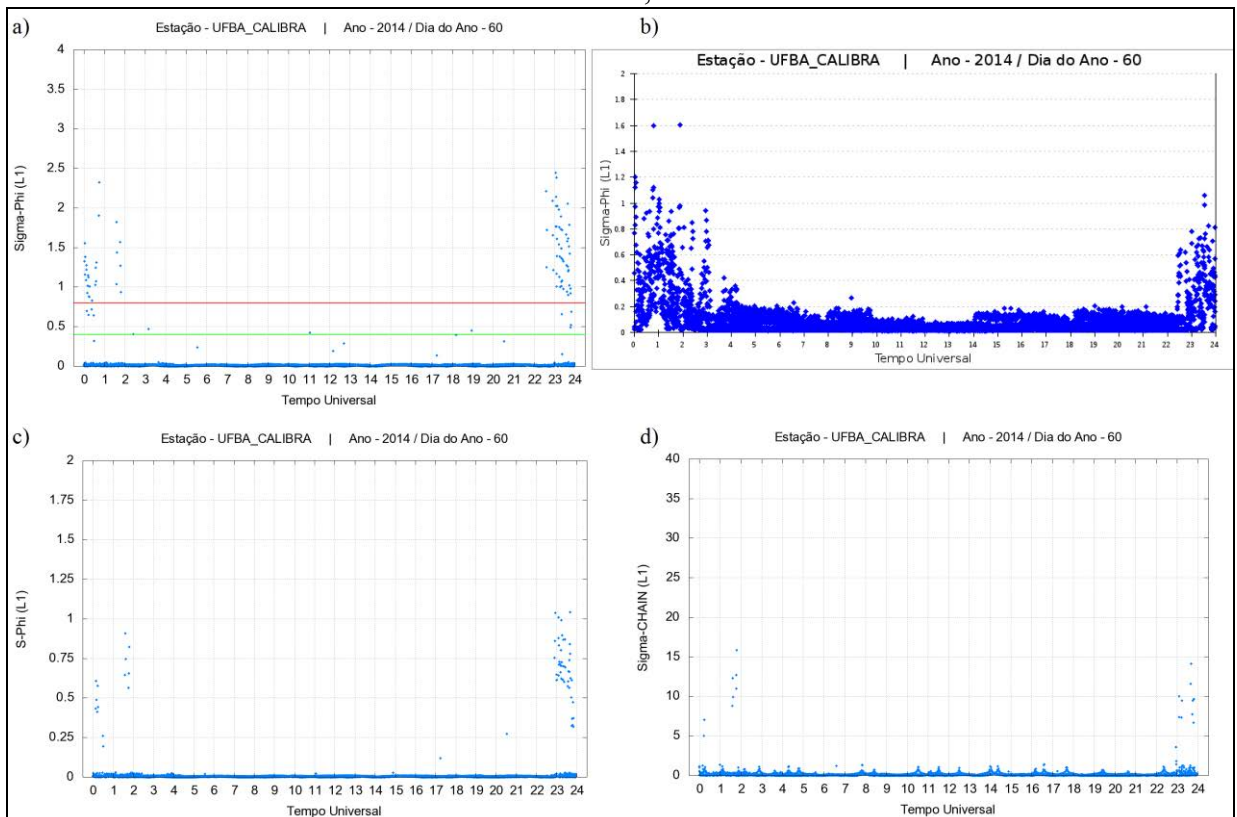 a)
Estação - UFBA_CALIBRA | Ano - 2014 / Dia do Ano - 60
4
3.5
3
2.5
2
1.5
1
0.5
0
Sigma-Phi (L1)
0 1 2 3 4 5 6 7 8 9 10 11 12 13 14 15 16 17 18 19 20 21 22 23 24
Tempo Universal
b)
Estação - UFBA_CALIBRA | Ano - 2014 / Dia do Ano - 60
2
1.8
1.6
1.4
1.2
1
0.8
0.6
0.4
0.2
0
Sigma-Phi (L1)
0 1 2 3 4 5 6 7 8 9 10 11 12 13 14 15 16 17 18 19 20 21 22 23 24
Tempo Universal
c)
Estação - UFBA_CALIBRA | Ano - 2014 / Dia do Ano - 60
2
1.75
1.5
1.25
1
0.75
0.5
0.25
0
S-Phi (L1)
0 1 2 3 4 5 6 7 8 9 10 11 12 13 14 15 16 17 18 19 20 21 22 23 24
Tempo Universal
d)
Estação - UFBA_CALIBRA | Ano - 2014 / Dia do Ano - 60
40
35
30
25
20
15
10
5
0
Sigma-CHAIN (L1)
0 1 2 3 4 5 6 7 8 9 10 11 12 13 14 15 16 17 18 19 20 21 22 23 24
Tempo Universal